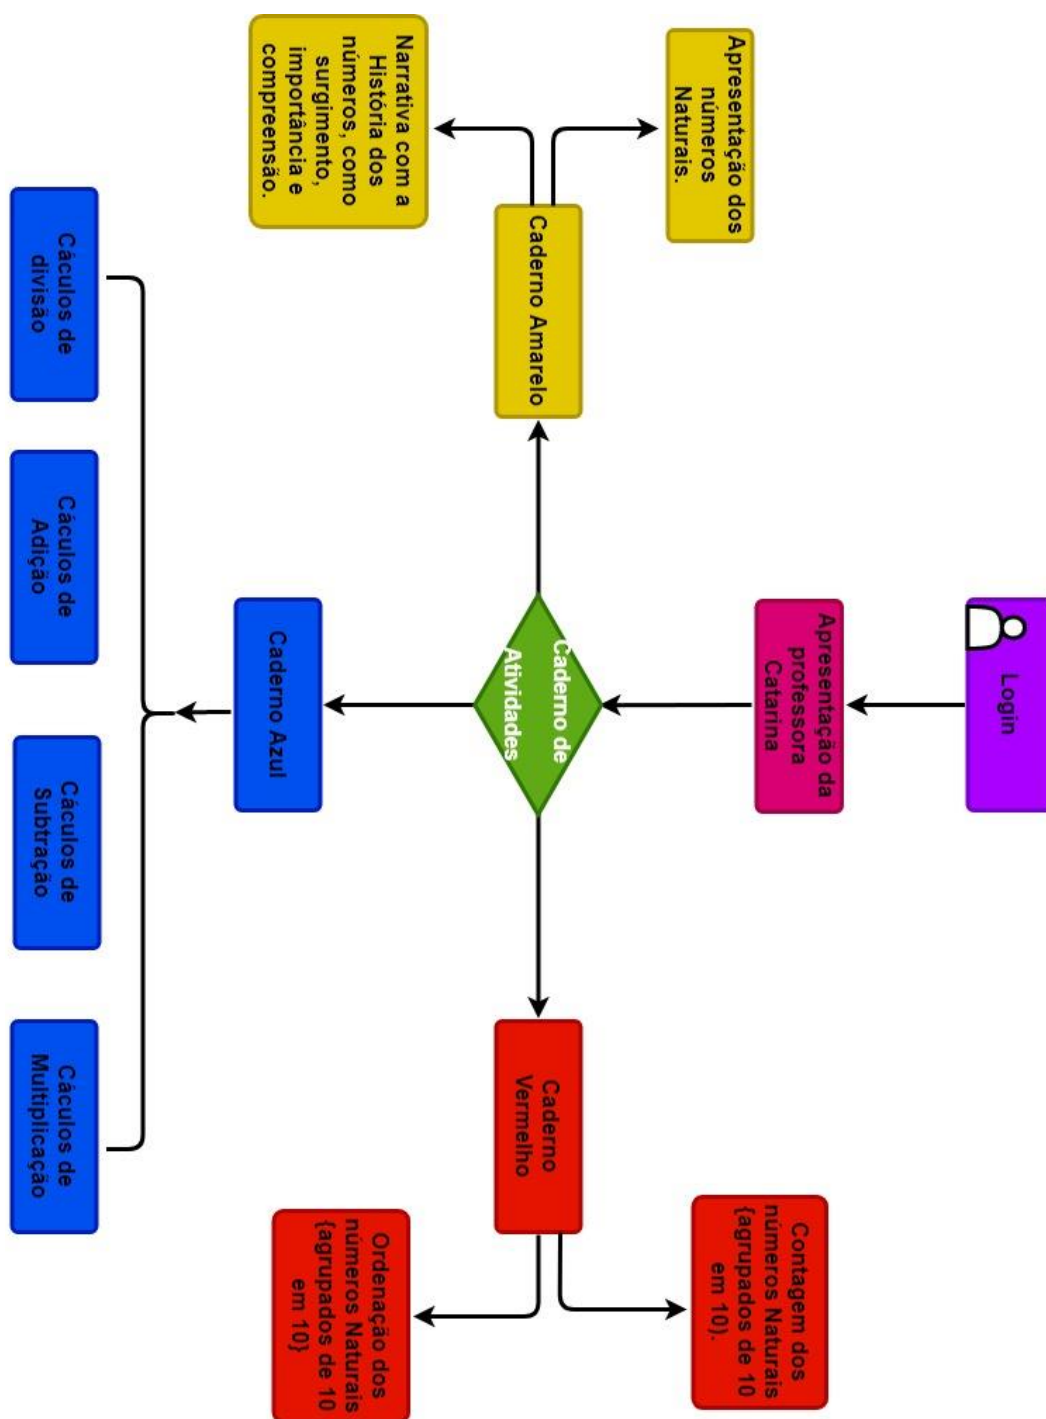 Login
Apresentação da
professora
Catarina
Caderno de
Atividades
Caderno Amarelo
Apresentação dos
números
Naturais.
Narrativa com a
História dos
números, como
surgimento,
importância e
compreensão.
Caderno Azul
Cáculos de
divisão
Cáculos de
Adição
Cáculos de
Subtração
Cáculos de
Multiplicação
Caderno
Vermelho
Contagem dos
números Naturais
{agrupados de 10
em 10).
Ordenação dos
números Naturais
{agrupados de 10
em 10}